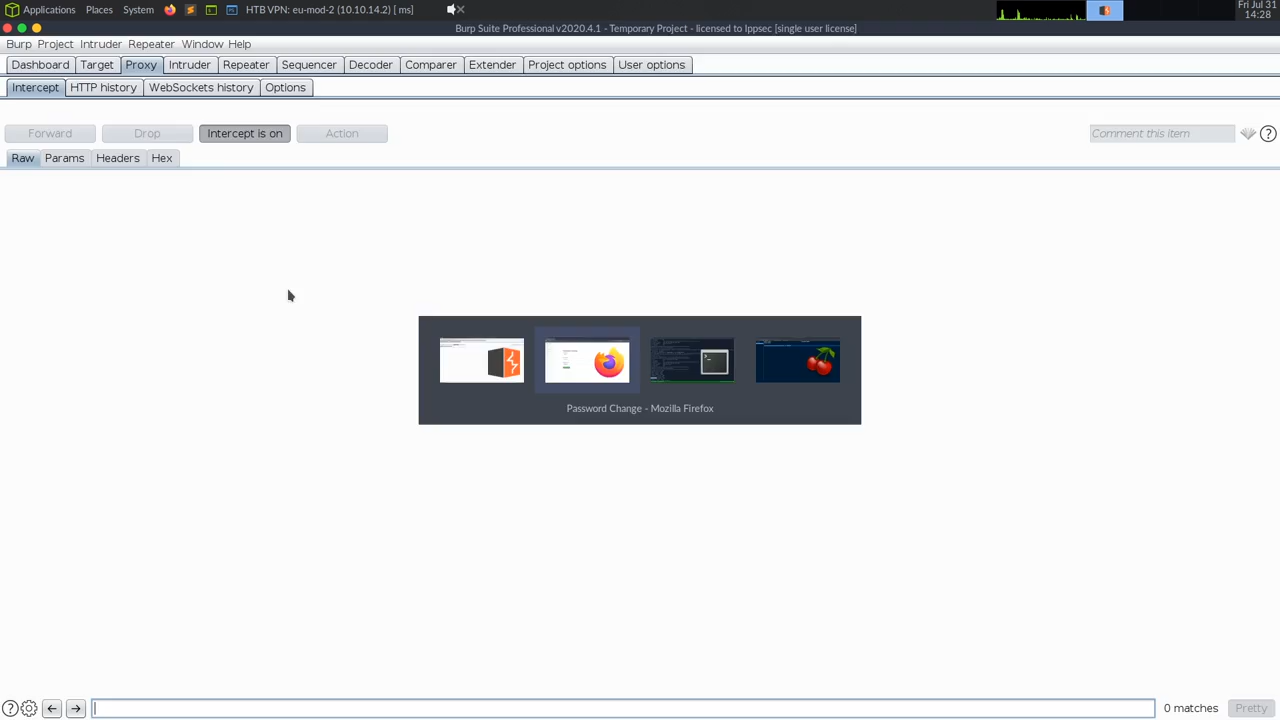 Applications Places System HTB VPN: eu-mod-2 (10.10.14.2) [ ms] Fri Jul 31
14:28
Burp Suite Professional v2020.4.1 - Temporary Project - licensed to Ippsec [single user license]
Burp Project Intruder Repeater Window Help
Dashboard Target Proxy Intruder Repeater Sequencer Decoder Comparer Extender Project options User options
Intercept HTTP history WebSockets history Options
Forward Drop Intercept is on Action Comment this item ?
Raw Params Headers Hex
Password Change - Mozilla Firefox
? 0 matches Pretty